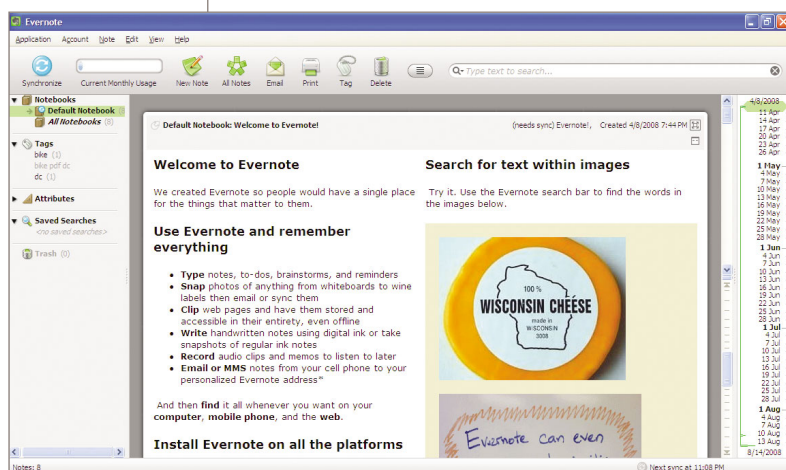 Evernote
Application Account Note Edit View Help
Synchronize Current Monthly Usage New Note All Notes Email Print Tag Delete
Type text to search...
Notebooks
Default Notebook
All Notebooks (8)
Tags
bike (1)
bike pdf dc
dc (1)
Attributes
Saved Searches
<no saved searches>
Trash (0)
Default Notebook: Welcome to Evernote!
(needs sync) Evernote!, Created 4/8/2008 7:44 PM
Welcome to Evernote
We created Evernote so people would have a single place
for the things that matter to them.
Use Evernote and remember
everything
• Type notes, to-dos, brainstorms, and reminders
• Snap photos of anything from whiteboards to wine
labels then email or sync them
• Clip web pages and have them stored and
accessible in their entirety, even offline
• Write handwritten notes using digital ink or take
snapshots of regular ink notes
• Record audio clips and memos to listen to later
• Email or MMS notes from your cell phone to your
personalized Evernote address"
And then find it all whenever you want on your
computer, mobile phone, and the web.
Install Evernote on all the platforms
Search for text within images
Try it. Use the Evernote search bar to find the words in
the images below.
100 %
WISCONSIN CHEESE
made in
WISCONSIN
3008
Evernote can even
4/8/2008
11 Apr
14 Apr
17 Apr
20 Apr
23 Apr
26 Apr
1 May
4 May
7 May
10 May
13 May
16 May
19 May
22 May
25 May
28 May
1 Jun
4 Jun
7 Jun
10 Jun
13 Jun
16 Jun
19 Jun
22 Jun
25 Jun
28 Jun
1 Jul
4 Jul
7 Jul
10 Jul
13 Jul
16 Jul
19 Jul
22 Jul
25 Jul
28 Jul
1 Aug
4 Aug
7 Aug
10 Aug
13 Aug
8/14/2008
Notes: 8
Next sync at 11:08 PM